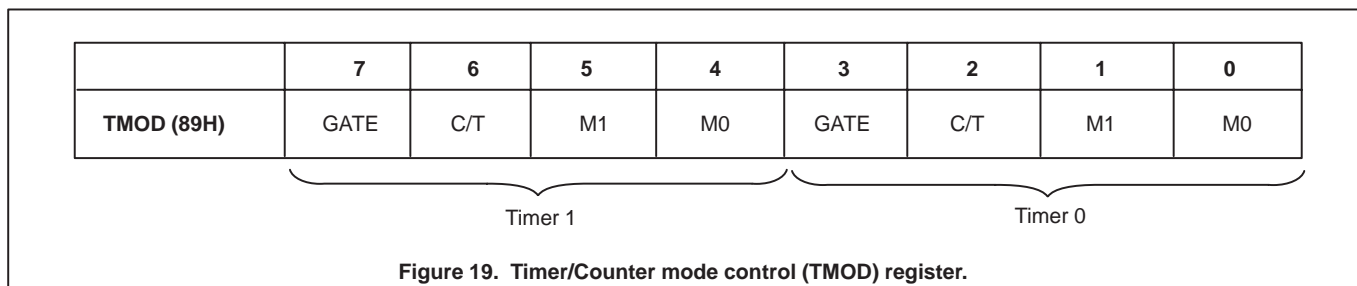 7 6 5 4 3 2 1 0
TMOD (89H) GATE C/T M1 M0 GATE C/T M1 M0
Timer 1 Timer 0
Figure 19. Timer/Counter mode control (TMOD) register.